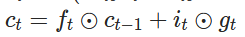 c_t = f_t ⊙ c_{t−1} + i_t ⊙ g_t